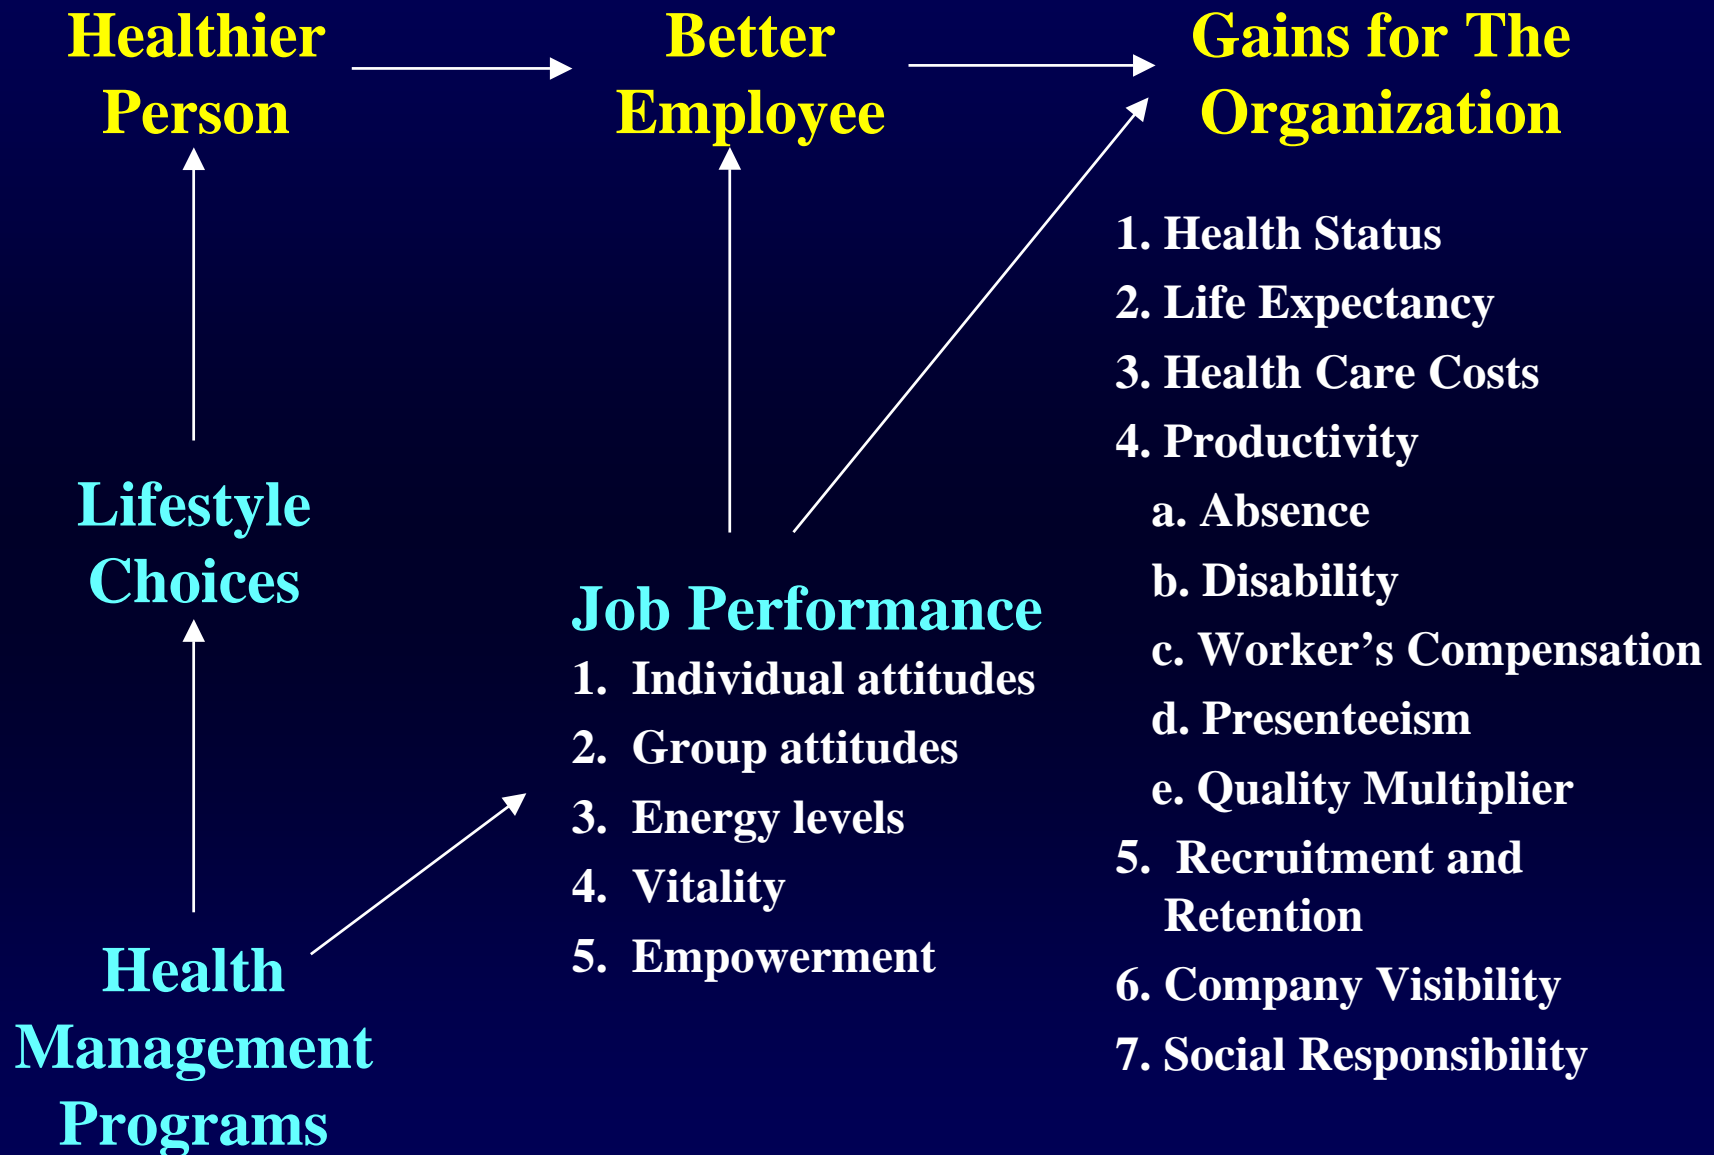 Healthier
Person
Better
Employee
Gains for The
Organization
Lifestyle
Choices
Health
Management
Programs
Job Performance
1. Individual attitudes
2. Group attitudes
3. Energy levels
4. Vitality
5. Empowerment
1. Health Status
2. Life Expectancy
3. Health Care Costs
4. Productivity
a. Absence
b. Disability
c. Worker’s Compensation
d. Presenteeism
e. Quality Multiplier
5. Recruitment and
Retention
6. Company Visibility
7. Social Responsibility